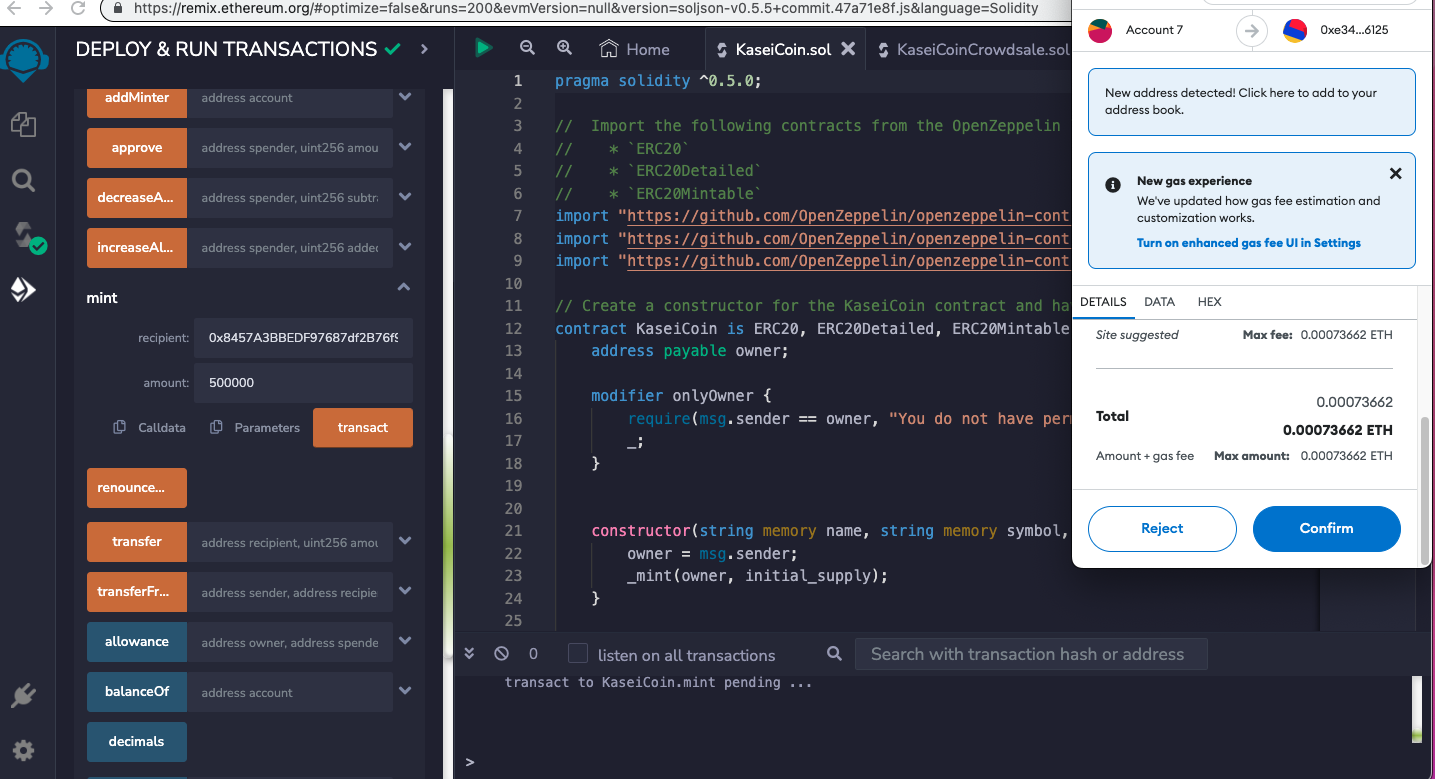 https://remix.ethereum.org/#optimize=false&runs=200&evmVersion=null&version=soljson-v0.5.5+commit.47a71e8f.js&language=Solidity
DEPLOY & RUN TRANSACTIONS
addMinter
address account
approve
address spender, uint256 amou
decreaseA...
address spender, uint256 subtra
increaseAl...
address spender, uint256 added
mint
recipient:
0x8457A3BBEDF97687df2B76f9
amount:
500000
Calldata
Parameters
transact
renounce...
transfer
address recipient, uint256 amou
transferFr...
address sender, address recipie
allowance
address owner, address spende
balanceOf
address account
decimals
Home
KaseiCoin.sol
KaseiCoinCrowdsale.sol
1 pragma solidity ^0.5.0;
2
3 //  Import the following contracts from the OpenZeppelin
4 //    * `ERC20`
5 //    * `ERC20Detailed`
6 //    * `ERC20Mintable`
7 import "https://github.com/OpenZeppelin/openzeppelin-cont
8 import "https://github.com/OpenZeppelin/openzeppelin-cont
9 import "https://github.com/OpenZeppelin/openzeppelin-cont
10
11 // Create a constructor for the KaseiCoin contract and ha
12 contract KaseiCoin is ERC20, ERC20Detailed, ERC20Mintable
13     address payable owner;
14
15     modifier onlyOwner {
16         require(msg.sender == owner, "You do not have per
17         _;
18     }
19
20
21     constructor(string memory name, string memory symbol,
22         owner = msg.sender;
23         _mint(owner, initial_supply);
24     }
25
0
listen on all transactions
Search with transaction hash or address
transact to KaseiCoin.mint pending ...
>
Account 7
0xe34...6125
New address detected! Click here to add to your
address book.
New gas experience
We've updated how gas fee estimation and
customization works.
Turn on enhanced gas fee UI in Settings
DETAILS
DATA
HEX
Site suggested
Max fee: 0.00073662 ETH
0.00073662
Total
0.00073662 ETH
Amount + gas fee
Max amount: 0.00073662 ETH
Reject
Confirm